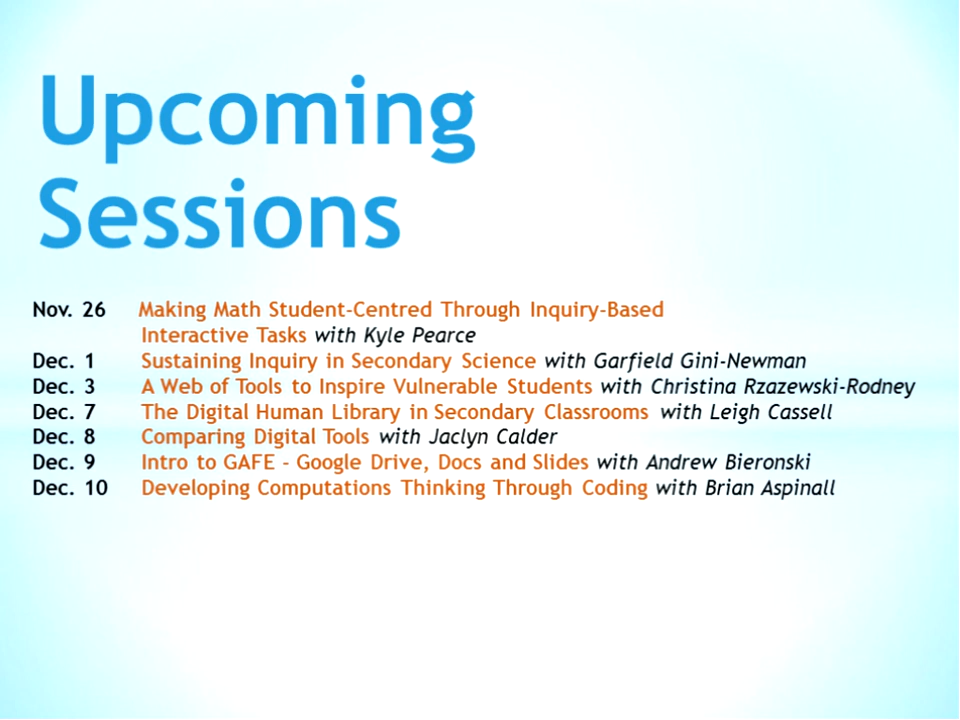 Upcoming
Sessions
Nov. 26 Making Math Student-Centred Through Inquiry-Based
Interactive Tasks with Kyle Pearce
Dec. 1 Sustaining Inquiry in Secondary Science with Garfield Gini-Newman
Dec. 3 A Web of Tools to Inspire Vulnerable Students with Christina Rzazewski-Rodney
Dec. 7 The Digital Human Library in Secondary Classrooms with Leigh Cassell
Dec. 8 Comparing Digital Tools with Jaclyn Calder
Dec. 9 Intro to GAFE - Google Drive, Docs and Slides with Andrew Bieronski
Dec. 10 Developing Computations Thinking Through Coding with Brian Aspinall